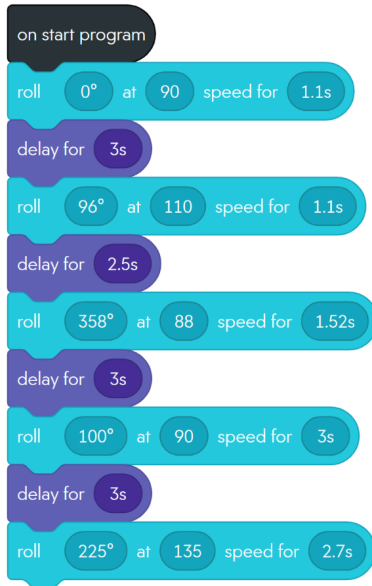 on start program
roll 0° at 90 speed for 1.1s
delay for 3s
roll 96° at 110 speed for 1.1s
delay for 2.5s
roll 358° at 88 speed for 1.52s
delay for 3s
roll 100° at 90 speed for 3s
delay for 3s
roll 225° at 135 speed for 2.7s